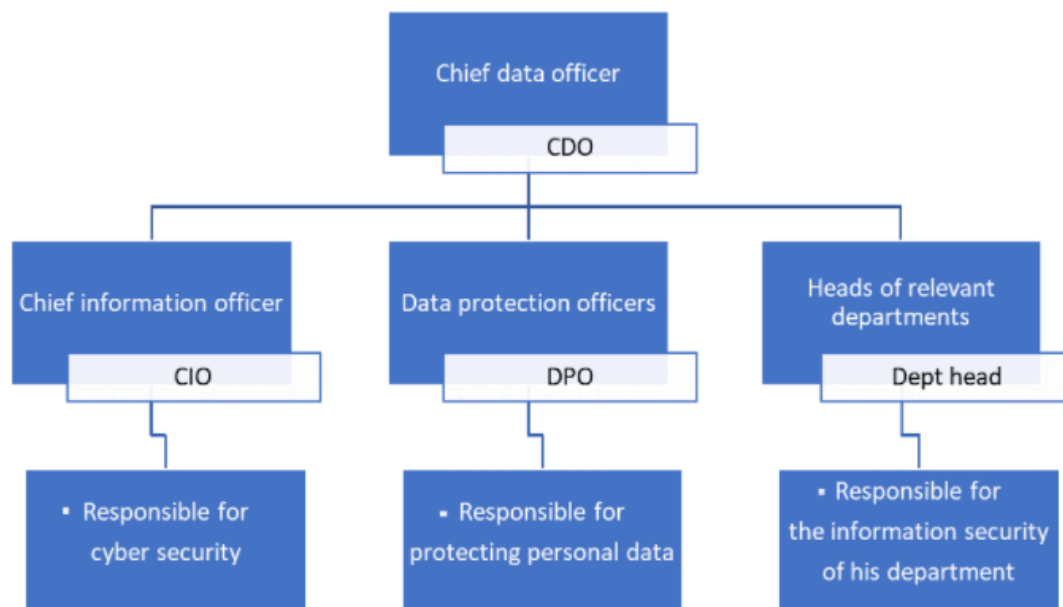 Chief data officer
CDO
Chief information officer
CIO
Data protection officers
DPO
Heads of relevant
departments
Dept head
▪ Responsible for
cyber security
▪ Responsible for
protecting personal data
▪ Responsible for
the information security
of his department